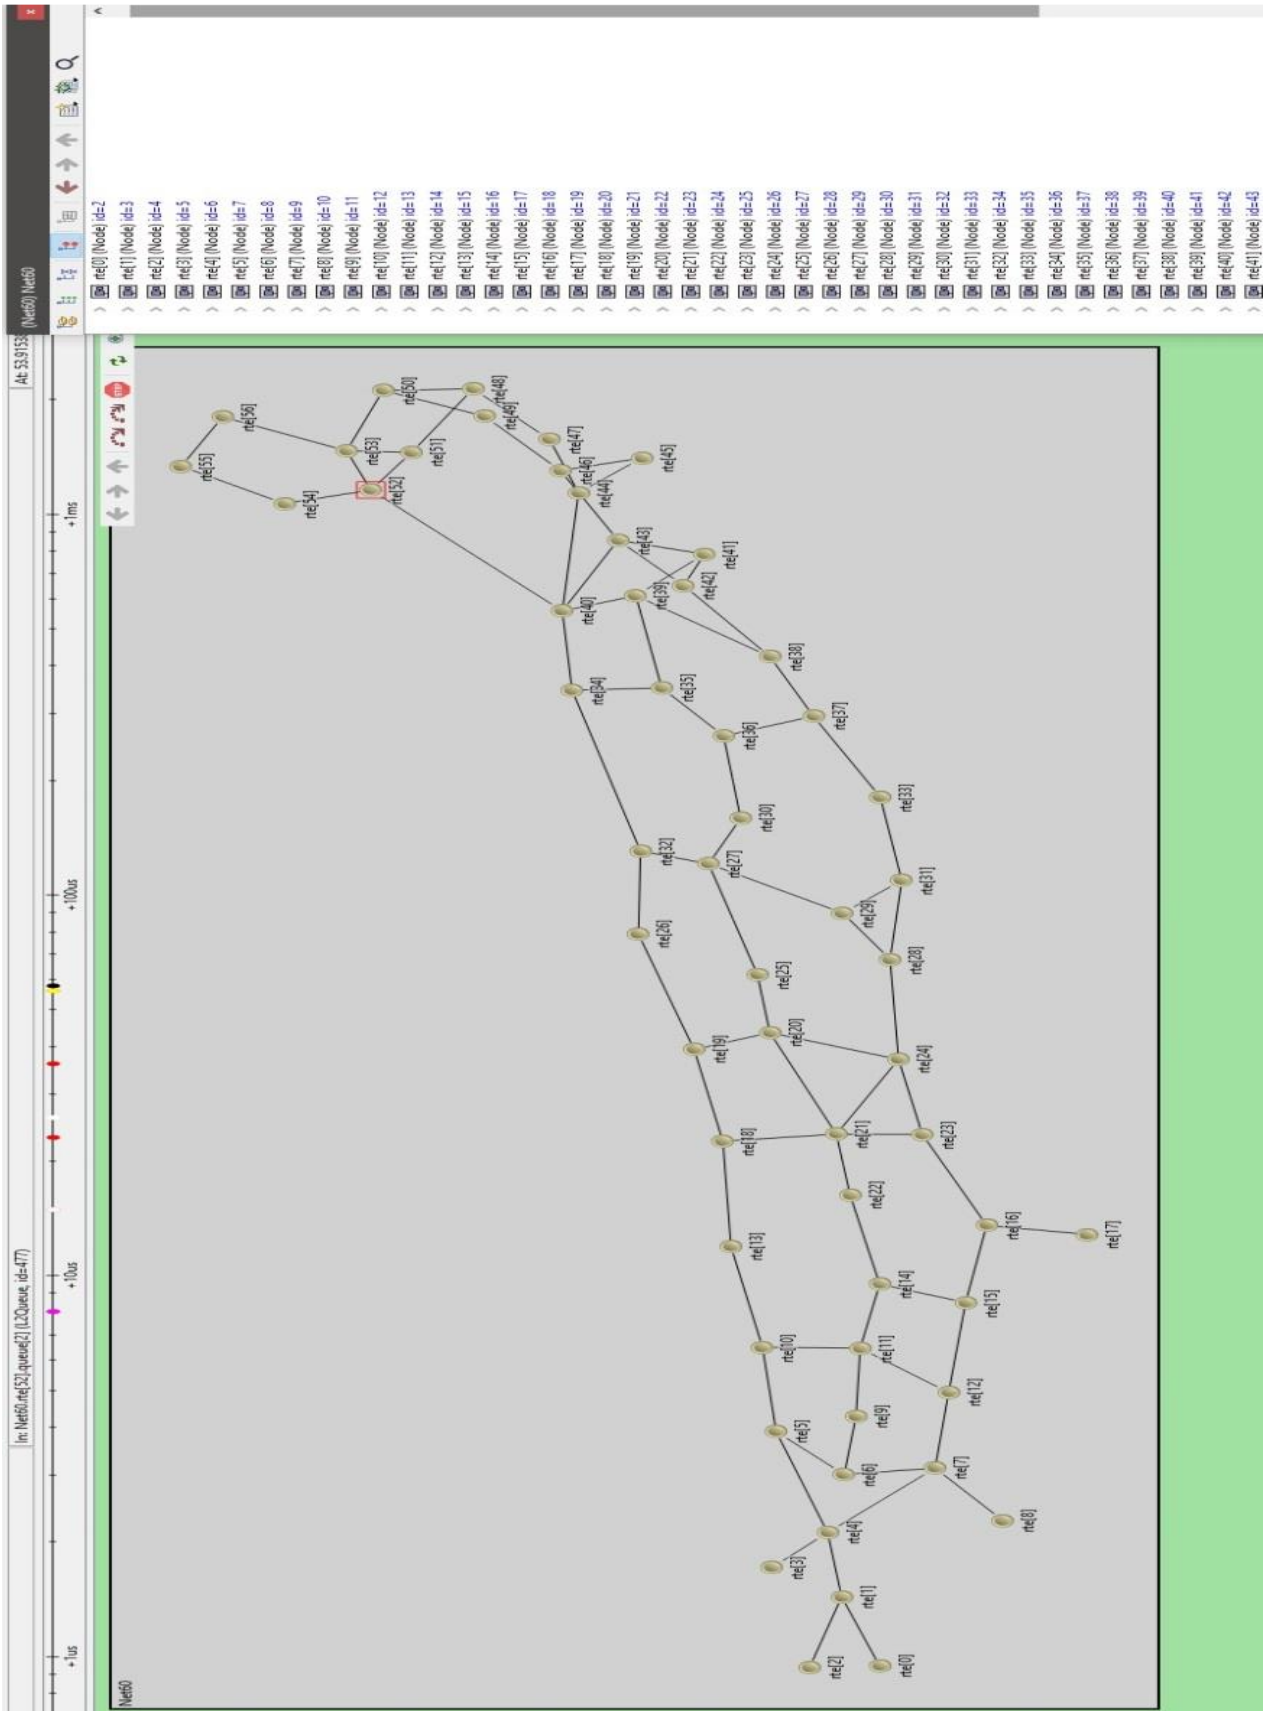 In: Net60.rte[52].queue[2] (L2Queue, id=477)
At: 53.9153
(Net60) Net60
+1us
+10us
+100us
+1ms
STOP
Net60
rte[0] (Node) id=2
rte[1] (Node) id=3
rte[2] (Node) id=4
rte[3] (Node) id=5
rte[4] (Node) id=6
rte[5] (Node) id=7
rte[6] (Node) id=8
rte[7] (Node) id=9
rte[8] (Node) id=10
rte[9] (Node) id=11
rte[10] (Node) id=12
rte[11] (Node) id=13
rte[12] (Node) id=14
rte[13] (Node) id=15
rte[14] (Node) id=16
rte[15] (Node) id=17
rte[16] (Node) id=18
rte[17] (Node) id=19
rte[18] (Node) id=20
rte[19] (Node) id=21
rte[20] (Node) id=22
rte[21] (Node) id=23
rte[22] (Node) id=24
rte[23] (Node) id=25
rte[24] (Node) id=26
rte[25] (Node) id=27
rte[26] (Node) id=28
rte[27] (Node) id=29
rte[28] (Node) id=30
rte[29] (Node) id=31
rte[30] (Node) id=32
rte[31] (Node) id=33
rte[32] (Node) id=34
rte[33] (Node) id=35
rte[34] (Node) id=36
rte[35] (Node) id=37
rte[36] (Node) id=38
rte[37] (Node) id=39
rte[38] (Node) id=40
rte[39] (Node) id=41
rte[40] (Node) id=42
rte[41] (Node) id=43
rte[55]
rte[56]
rte[54]
rte[53]
rte[52]
rte[50]
rte[51]
rte[48]
rte[49]
rte[47]
rte[46]
rte[45]
rte[44]
rte[43]
rte[41]
rte[42]
rte[39]
rte[40]
rte[38]
rte[34]
rte[35]
rte[36]
rte[37]
rte[33]
rte[30]
rte[32]
rte[27]
rte[31]
rte[29]
rte[26]
rte[28]
rte[25]
rte[20]
rte[19]
rte[24]
rte[18]
rte[21]
rte[23]
rte[22]
rte[16]
rte[17]
rte[13]
rte[14]
rte[15]
rte[10]
rte[11]
rte[12]
rte[9]
rte[5]
rte[6]
rte[7]
rte[8]
rte[4]
rte[3]
rte[1]
rte[2]
rte[0]